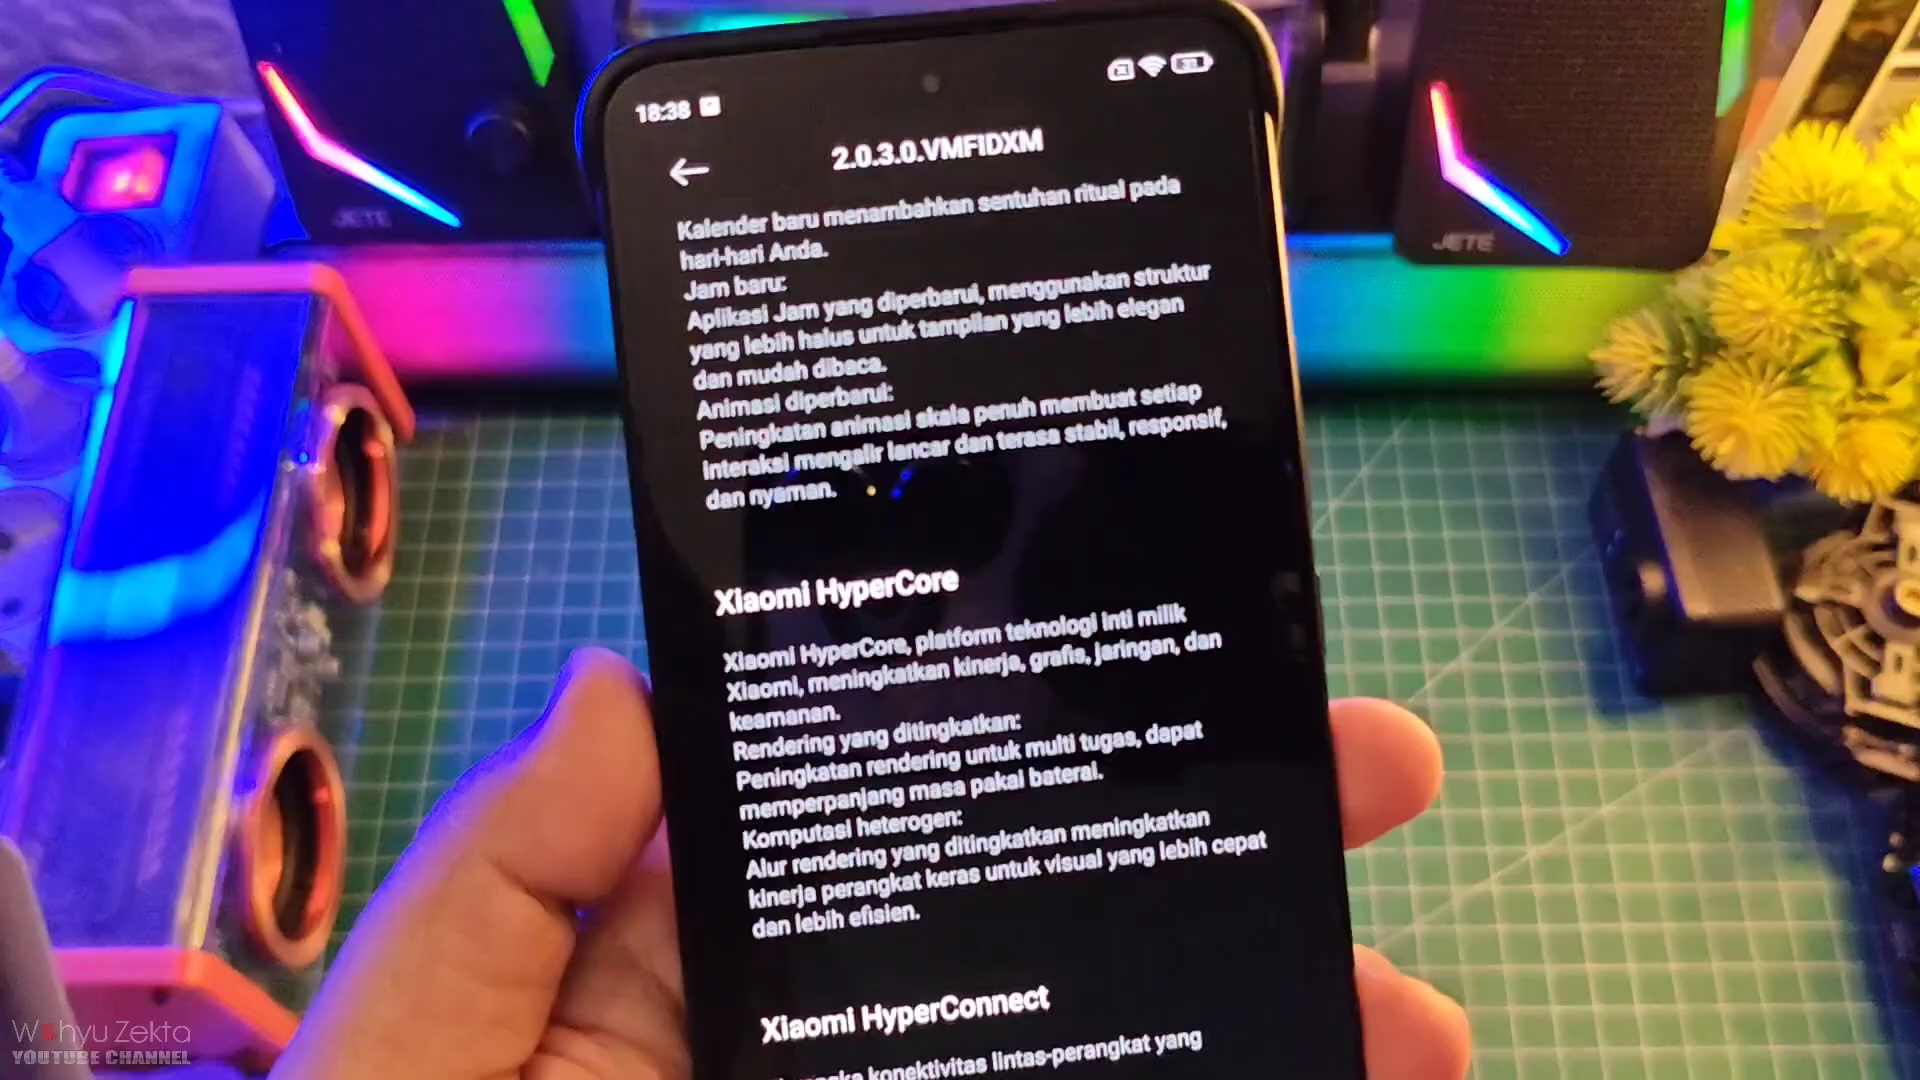 18:38
2.0.3.0.VMFIDXM
Kalender baru menambahkan sentuhan ritual pada
hari-hari Anda.
Jam baru:
Aplikasi Jam yang diperbarui, menggunakan struktur
yang lebih halus untuk tampilan yang lebih elegan
dan mudah dibaca.
Animasi diperbarui:
Peningkatan animasi skala penuh membuat setiap
interaksi mengalir lancar dan terasa stabil, responsif,
dan nyaman.
Xiaomi HyperCore
Xiaomi HyperCore, platform teknologi inti milik
Xiaomi, meningkatkan kinerja, grafis, jaringan, dan
keamanan.
Rendering yang ditingkatkan:
Peningkatan rendering untuk multi tugas, dapat
memperpanjang masa pakai baterai.
Komputasi heterogen:
Alur rendering yang ditingkatkan meningkatkan
kinerja perangkat keras untuk visual yang lebih cepat
dan lebih efisien.
Xiaomi HyperConnect
konektivitas lintas-perangkat yang
JETE
JETE
Wahyu Zekta
YOUTUBE CHANNEL